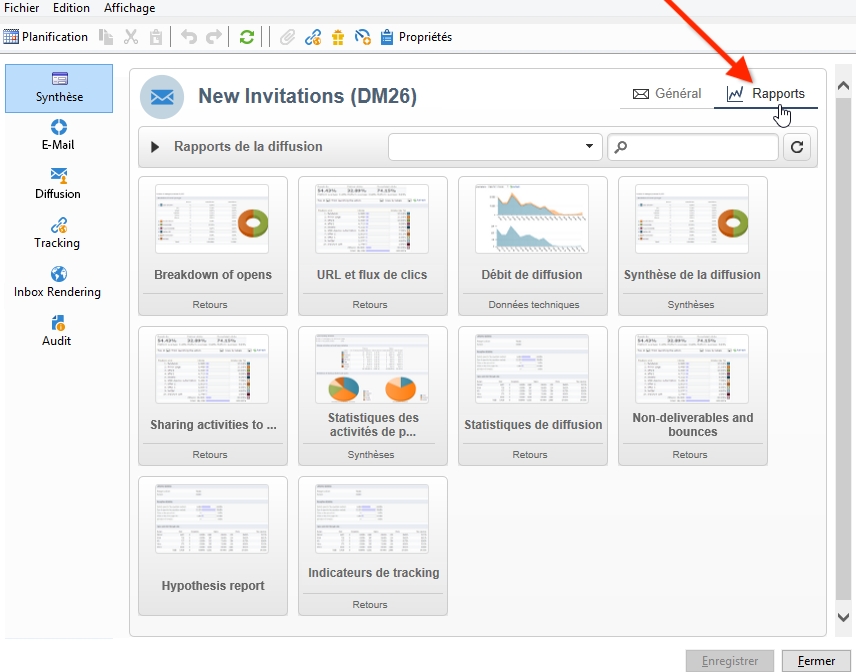 Fichier Edition Affichage
Planification Propriétés
Synthèse
E-Mail
Diffusion
Tracking
Inbox Rendering
Audit
New Invitations (DM26)
Général Rapports
Rapports de la diffusion
Breakdown of opens
Retours
URL et flux de clics
Retours
Débit de diffusion
Données techniques
Synthèse de la diffusion
Synthèses
Sharing activities to ...
Retours
Statistiques des
activités de p...
Synthèses
Statistiques de diffusion
Retours
Non-deliverables and
bounces
Retours
Hypothesis report
Indicateurs de tracking
Retours
Enregistrer Fermer